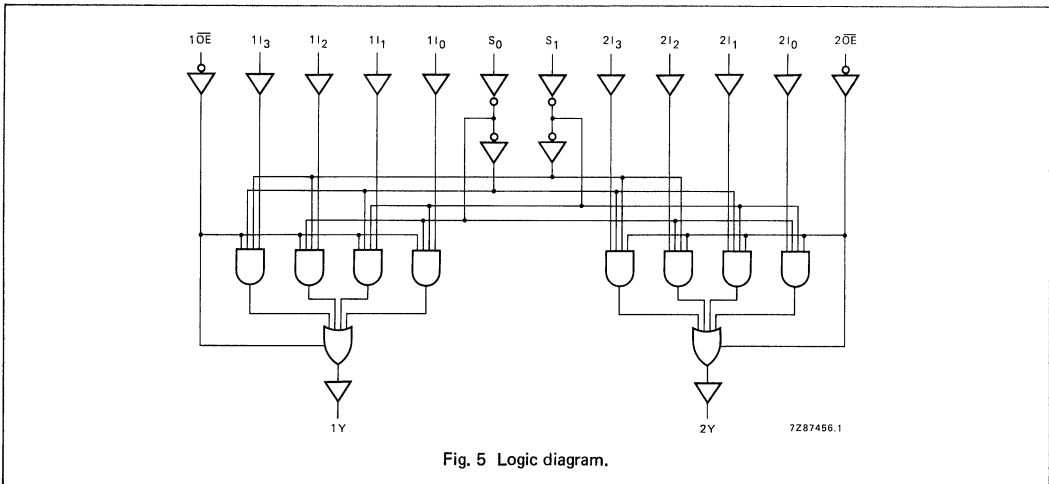 1OE̅ 1I₃ 1I₂ 1I₁ 1I₀ S₀ S₁ 2I₃ 2I₂ 2I₁ 2I₀ 2OE̅
1Y 2Y 7Z87456.1
Fig. 5 Logic diagram.